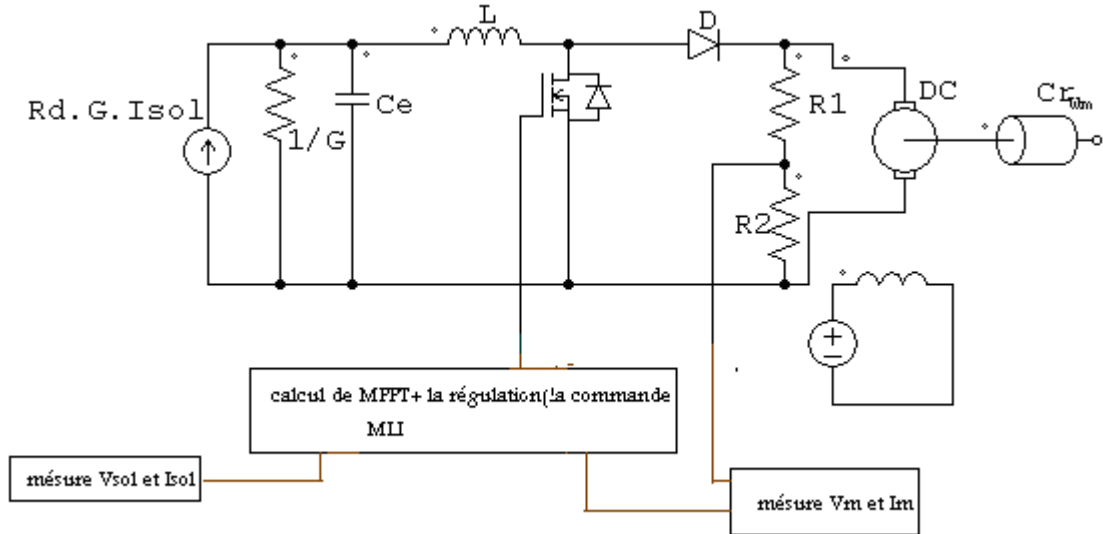 L
D
Rd.G.Isol
1/G
Ce
R1
DC
Cr
R2
calcul de MPPT+ la régulation(la commande
MLI
mésure Vsol et Isol
mésure Vm et Im